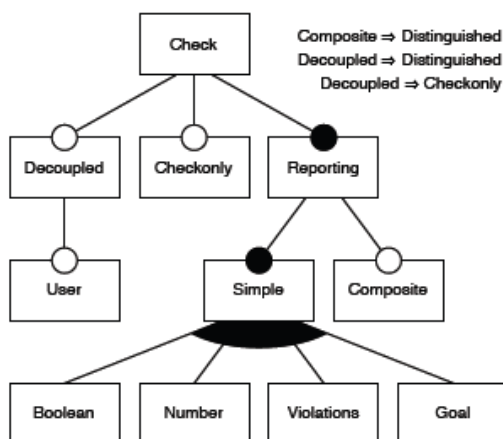 Check
Composite ⇒ Distinguished
Decoupled ⇒ Distinguished
Decoupled ⇒ Checkonly
Decoupled
Checkonly
Reporting
User
Simple
Composite
Boolean
Number
Violations
Goal